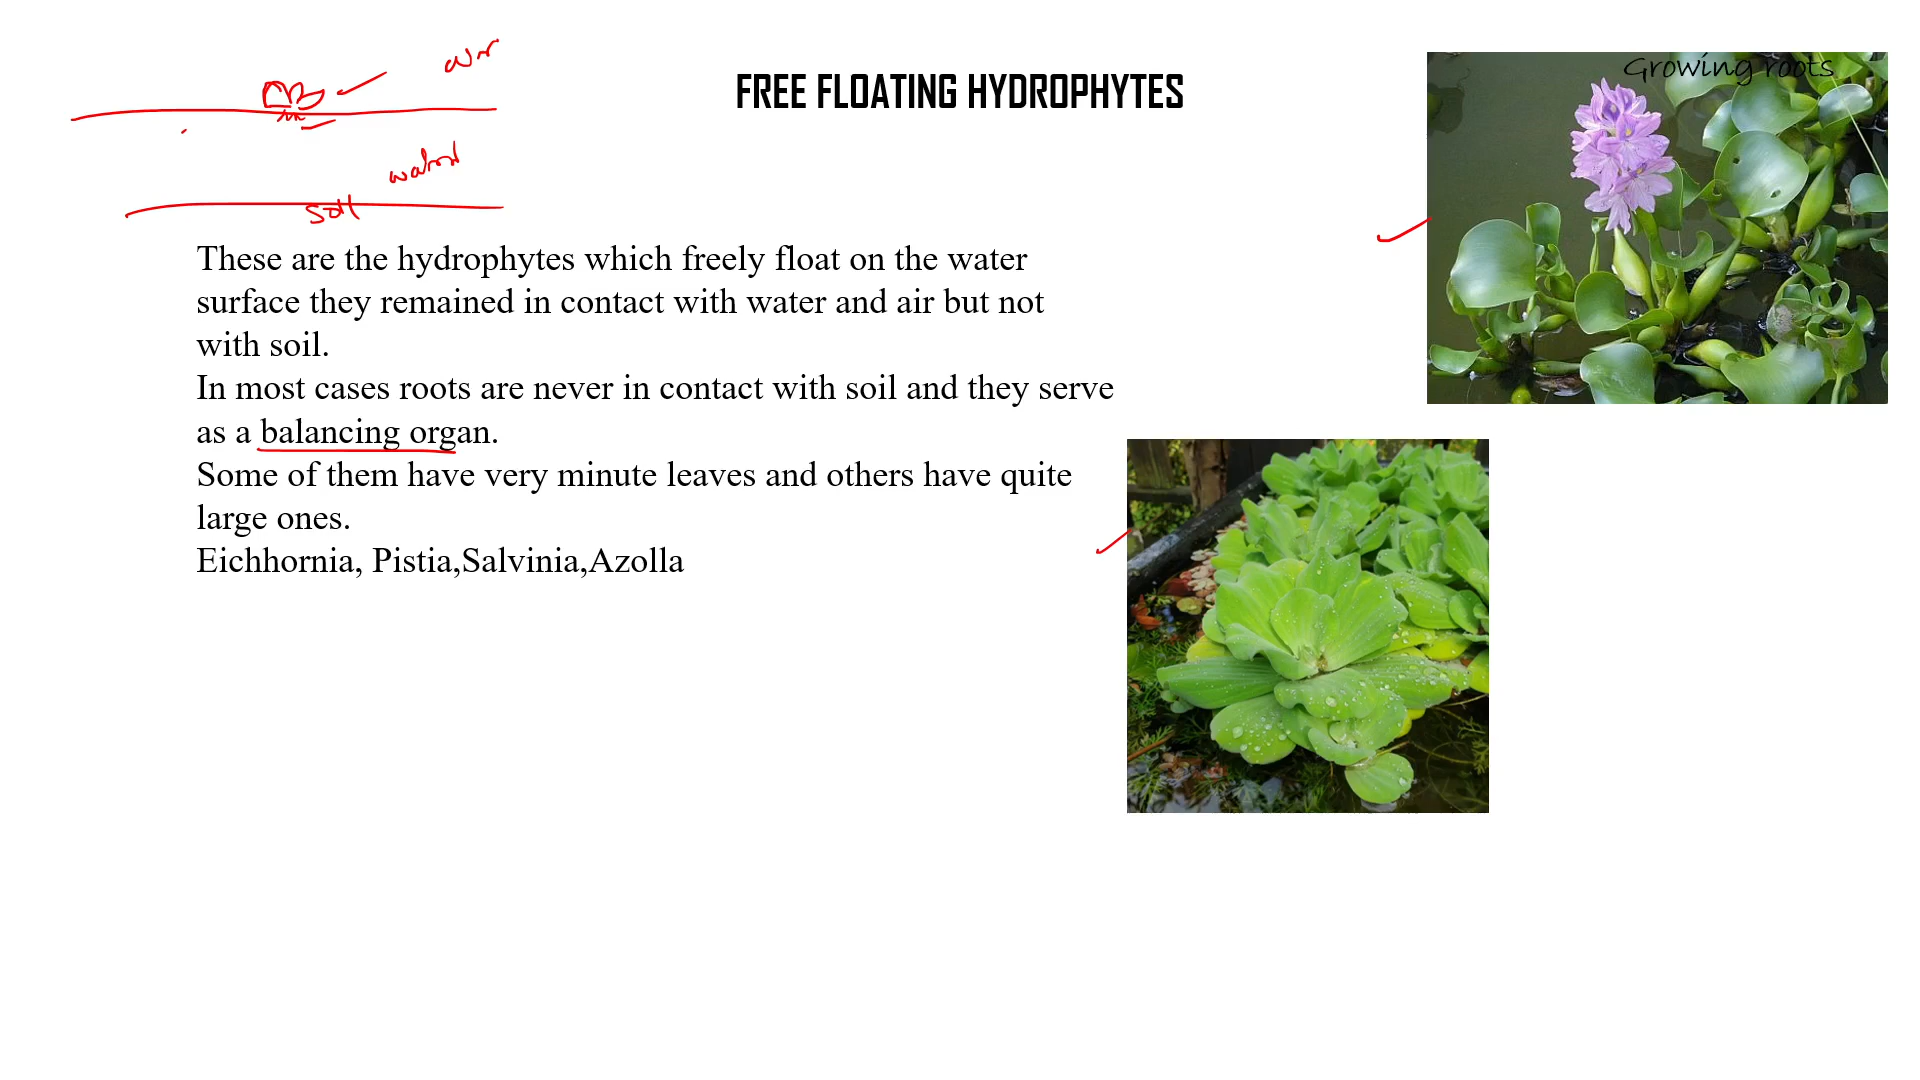 air
FREE FLOATING HYDROPHYTES
Growing roots
water
soil
These are the hydrophytes which freely float on the water
surface they remained in contact with water and air but not
with soil.
In most cases roots are never in contact with soil and they serve
as a balancing organ.
Some of them have very minute leaves and others have quite
large ones.
Eichhornia, Pistia,Salvinia,Azolla